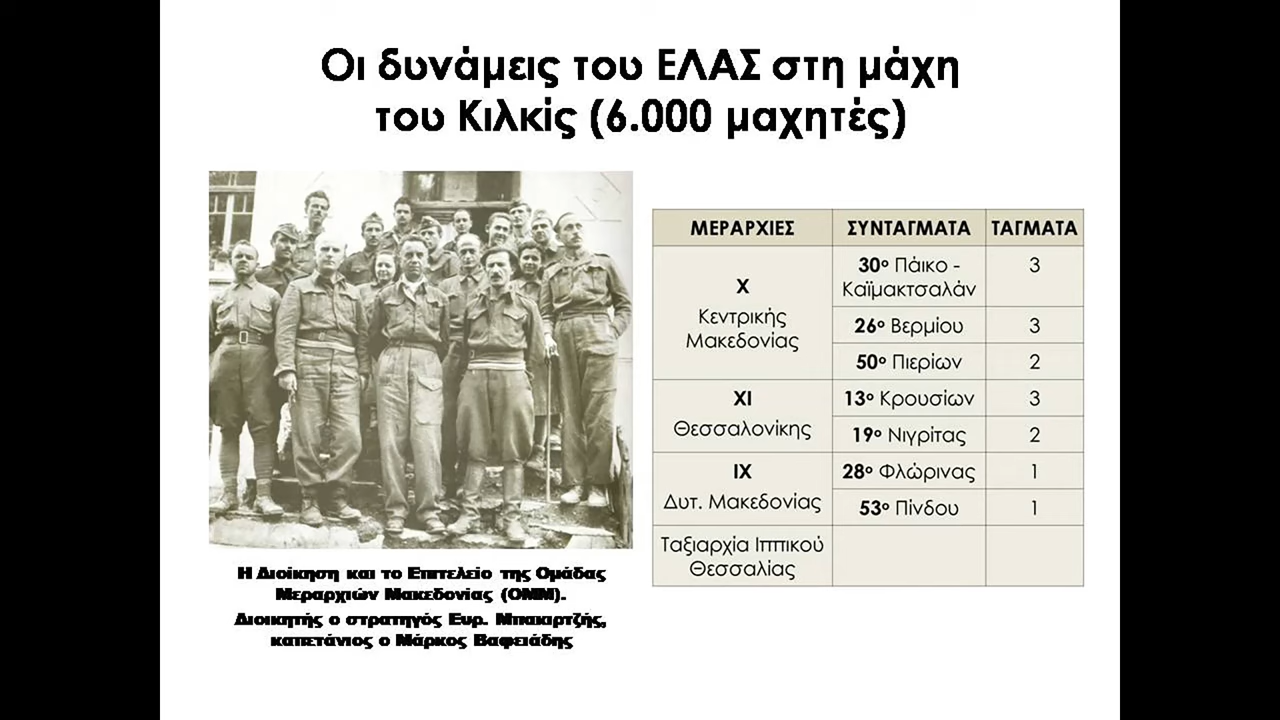 Οι δυνάμεις του ΕΛΑΣ στη μάχη
του Κιλκίς (6.000 μαχητές)
ΜΕΡΑΡΧΙΕΣ ΣΥΝΤΑΓΜΑΤΑ ΤΑΓΜΑΤΑ
Χ
Κεντρικής
Μακεδονίας
30ο Πάικο -
Καϊμακτσαλάν
3
26ο Βερμίου 3
50ο Πιερίων 2
ΧΙ
Θεσσαλονίκης
13ο Κρουσίων 3
19ο Νιγρίτας 2
ΙΧ
Δυτ. Μακεδονίας
28ο Φλώρινας 1
53ο Πίνδου 1
Ταξιαρχία Ιππικού
Θεσσαλίας
Η Διοίκηση και το Επιτελείο της Ομάδας
Μεραρχιών Μακεδονίας (ΟΜΜ).
Διοικητής ο στρατηγός Ευρ. Μπακιρτζής,
καπετάνιος ο Μάρκος Βαφειάδης